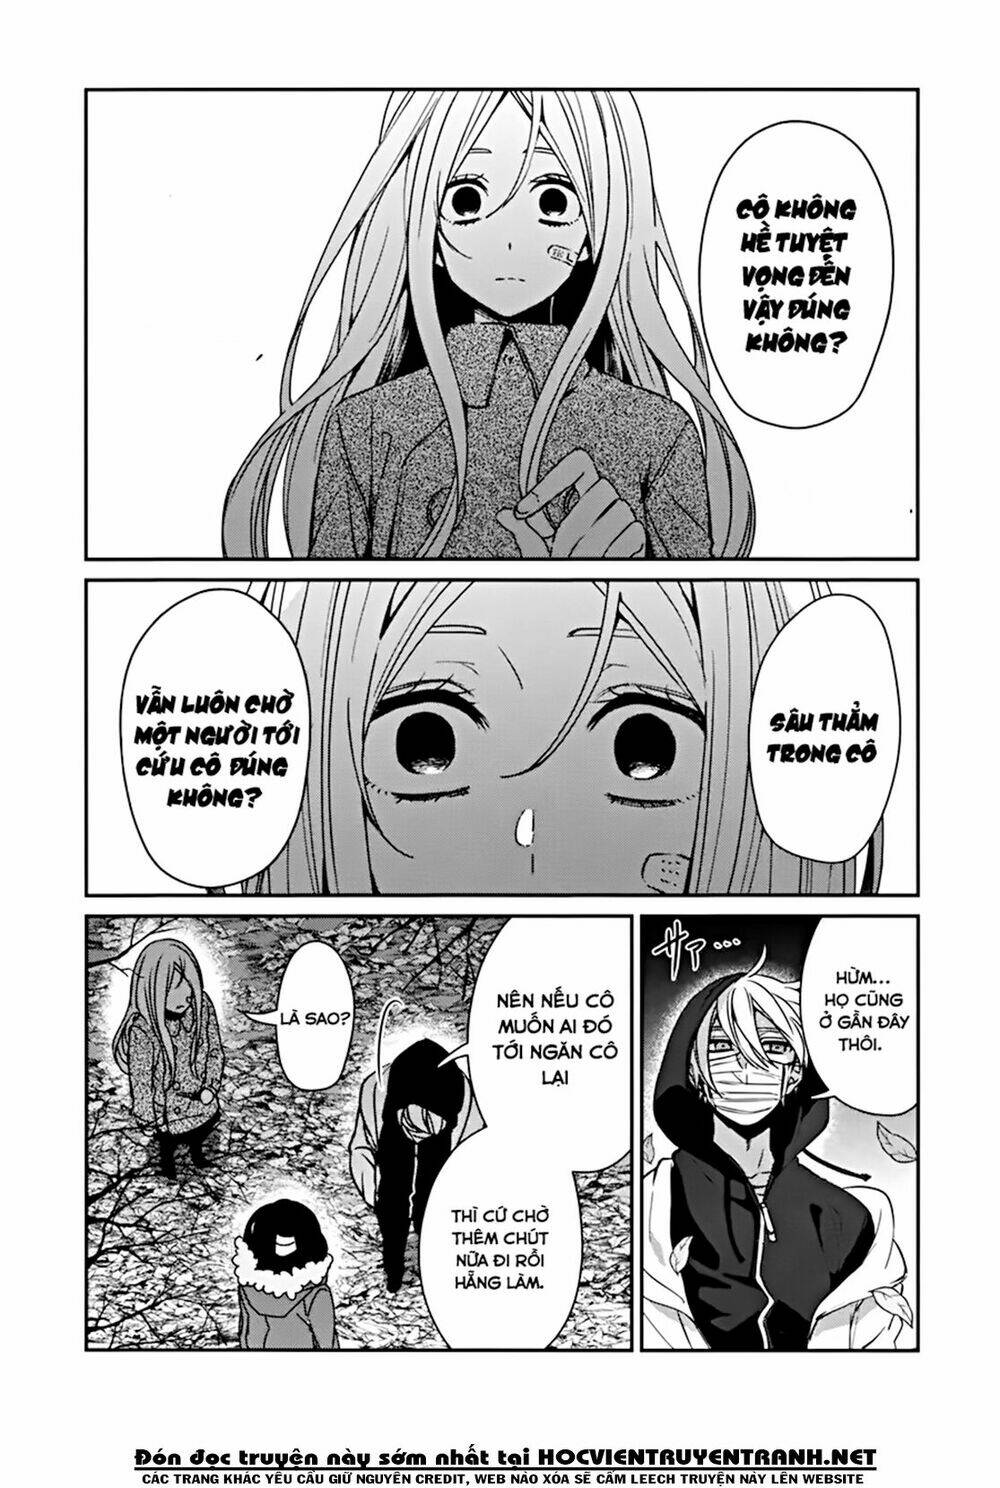 CÔ KHÔNG
HỀ TUYỆT
VỌNG ĐẾN
VẬY ĐÚNG
KHÔNG?
SÂU THẲM
TRONG CÔ
VẪN LUÔN CHỜ
MỘT NGƯỜI TỚI
CỨU CÔ ĐÚNG
KHÔNG?
サァ...
HỪM...
HỌ CŨNG
Ở GẦN ĐÂY
THÔI.
NÊN NẾU CÔ
MUỐN AI ĐÓ
TỚI NGĂN CÔ
LẠI
THÌ CỨ CHỜ
THÊM CHÚT
NỮA ĐI RỒI
HẴNG LÀM.
LÀ SAO?
Đón đọc truyện này sớm nhất tại HOCVIENTRUYENTRANH.NET
CÁC TRANG KHÁC YÊU CẦU GIỮ NGUYÊN CREDIT, WEB NÀO XÓA SẼ CẤM LEECH TRUYỆN NÀY LÊN WEBSITE